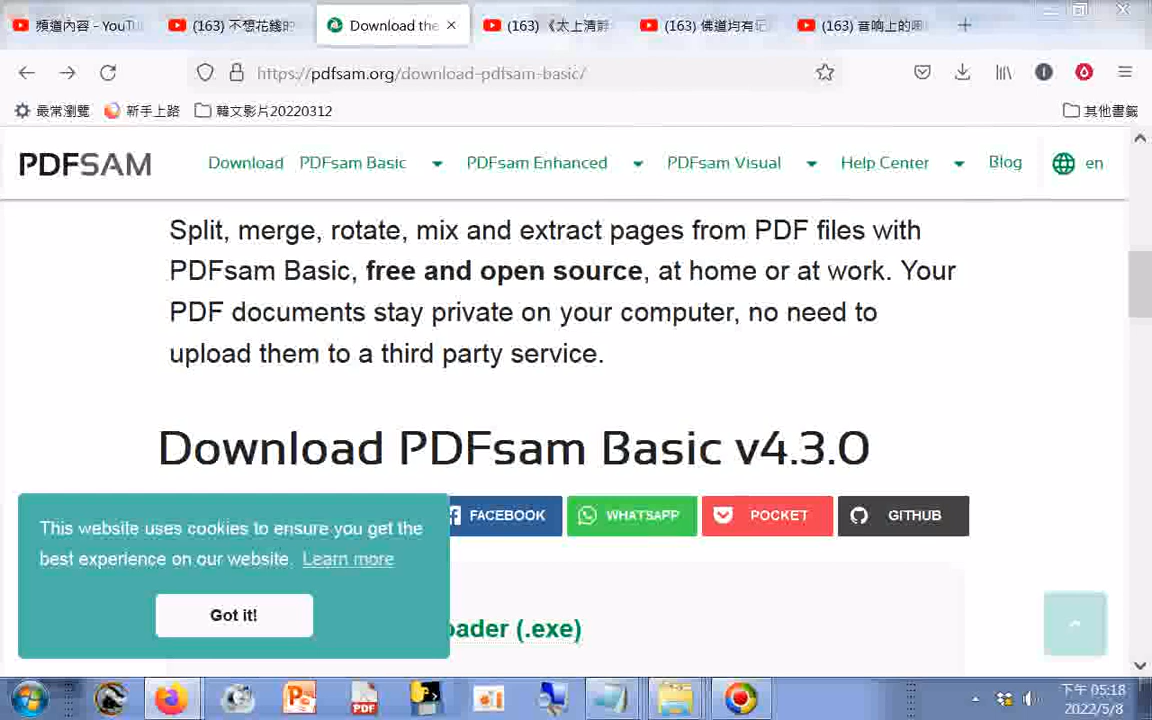 頻道內容 - YouTu
(163) 不想花錢的
Download the
(163) 《太上清靜
(163) 佛道均有
(163) 音响上的
https://pdfsam.org/download-pdfsam-basic/
最常瀏覽
新手上路
韓文影片20220312
其他書籤
PDFSAM
Download
PDFsam Basic
PDFsam Enhanced
PDFsam Visual
Help Center
Blog
en
Split, merge, rotate, mix and extract pages from PDF files with
PDFsam Basic, free and open source, at home or at work. Your
PDF documents stay private on your computer, no need to
upload them to a third party service.
Download PDFsam Basic v4.3.0
FACEBOOK
WHATSAPP
POCKET
GITHUB
This website uses cookies to ensure you get the
best experience on our website. Learn more
Got it!
oader (.exe)
PDF
下午 05:18
2022/5/8